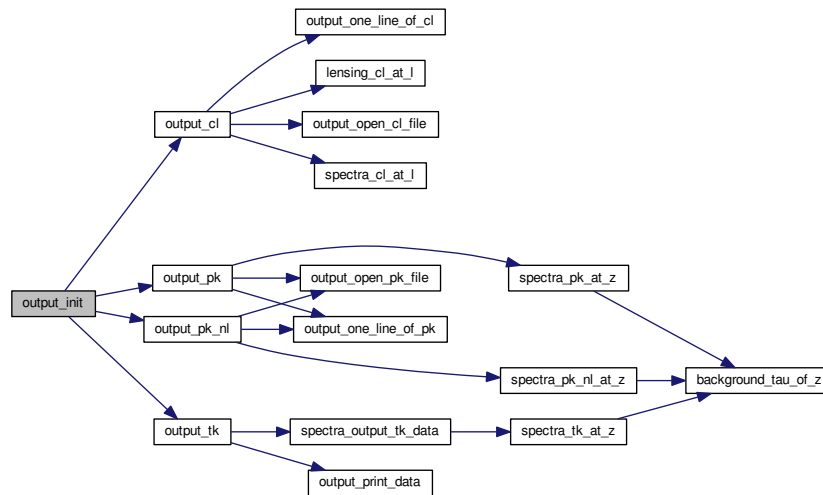 output_one_line_of_cl
lensing_cl_at_l
output_cl
output_open_cl_file
spectra_cl_at_l
output_pk
output_open_pk_file
spectra_pk_at_z
output_init
output_pk_nl
output_one_line_of_pk
spectra_pk_nl_at_z
background_tau_of_z
output_tk
spectra_output_tk_data
spectra_tk_at_z
output_print_data